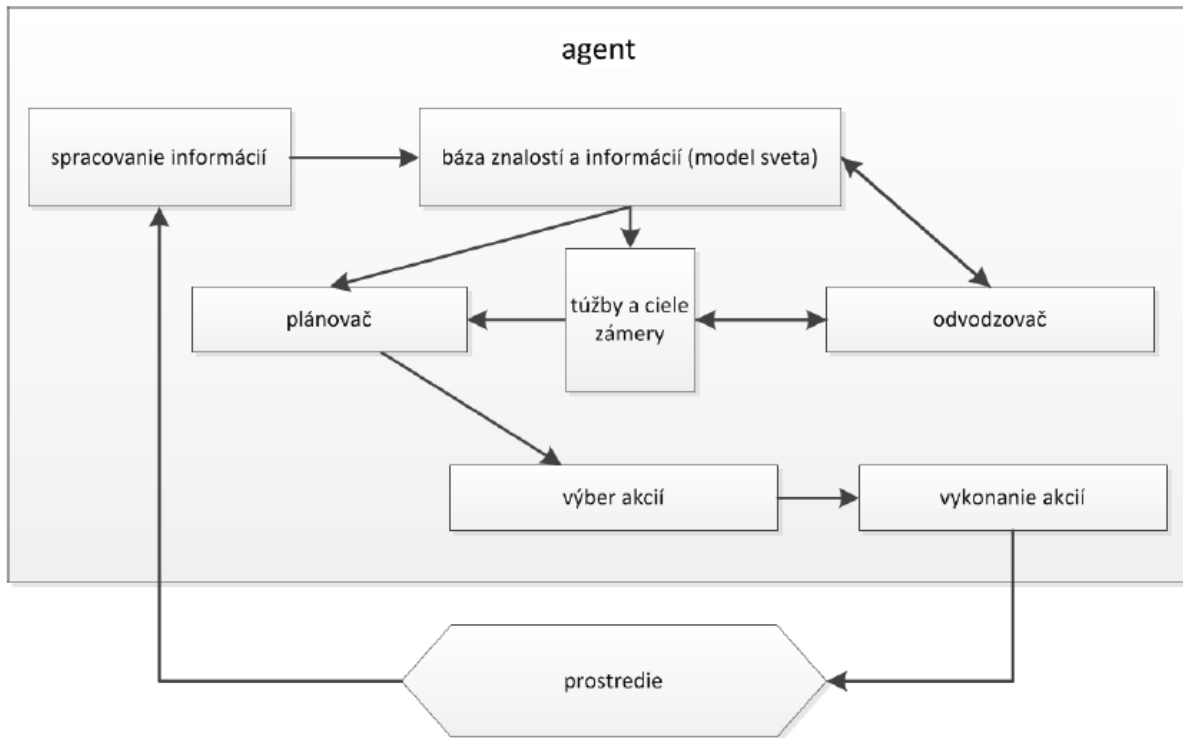 agent
spracovanie informácií
báza znalostí a informácií (model sveta)
plánovač
túžby a ciele
zámery
odvodzovač
výber akcií
vykonanie akcií
prostredie